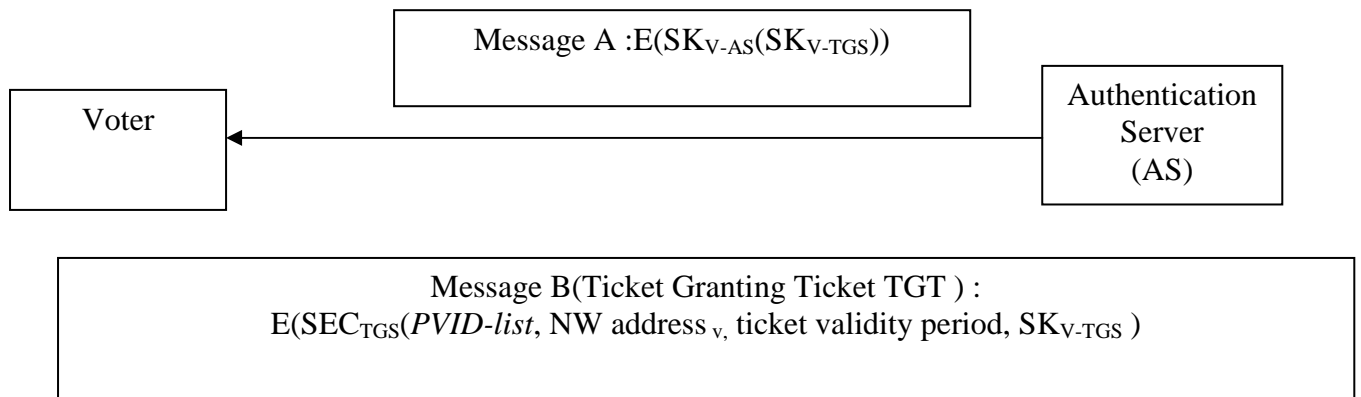 Message A :E(SKV-AS(SKV-TGS))
Voter
Authentication
Server
(AS)
Message B(Ticket Granting Ticket TGT ) :
E(SECTGS(PVID-list, NW address v, ticket validity period, SKV-TGS )